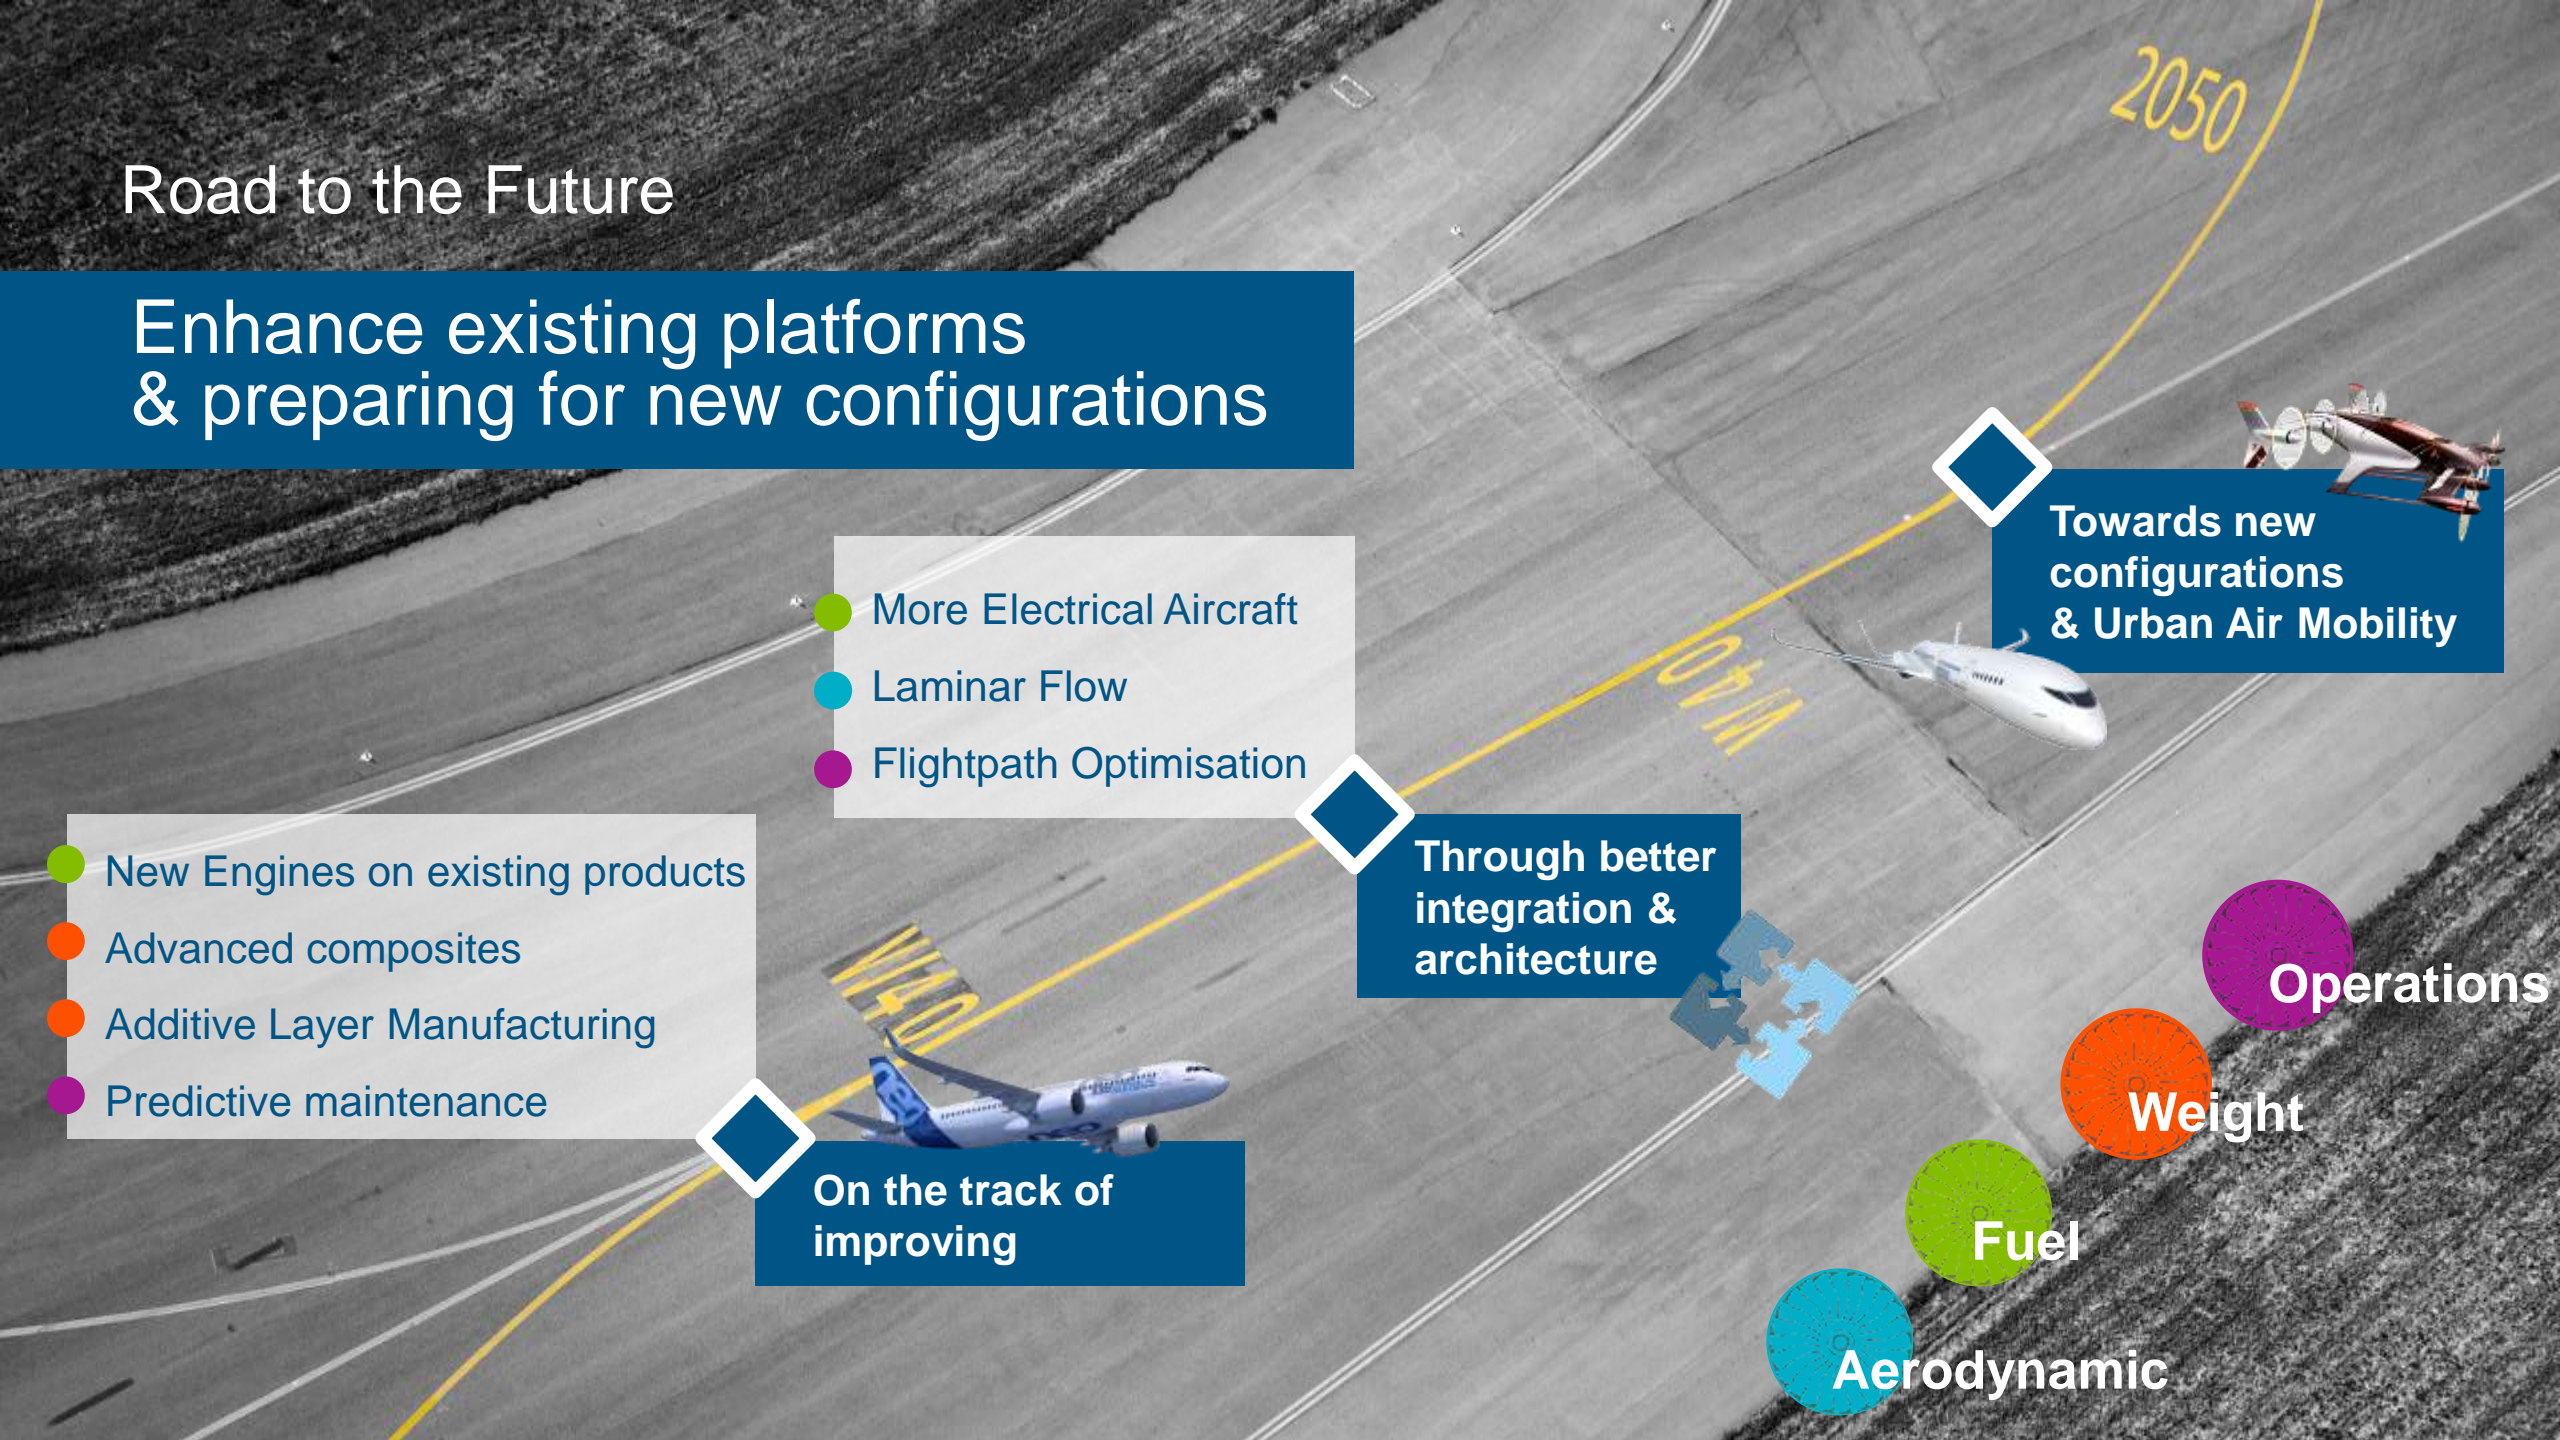 2050
Road to the Future
Enhance existing platforms
& preparing for new configurations
Towards new
configurations
& Urban Air Mobility
More Electrical Aircraft
Laminar Flow
Flightpath Optimisation
W40
Through better
integration &
architecture
New Engines on existing products
Advanced composites
Additive Layer Manufacturing
Predictive maintenance
On the track of
improving
Operations
Weight
Fuel
Aerodynamic